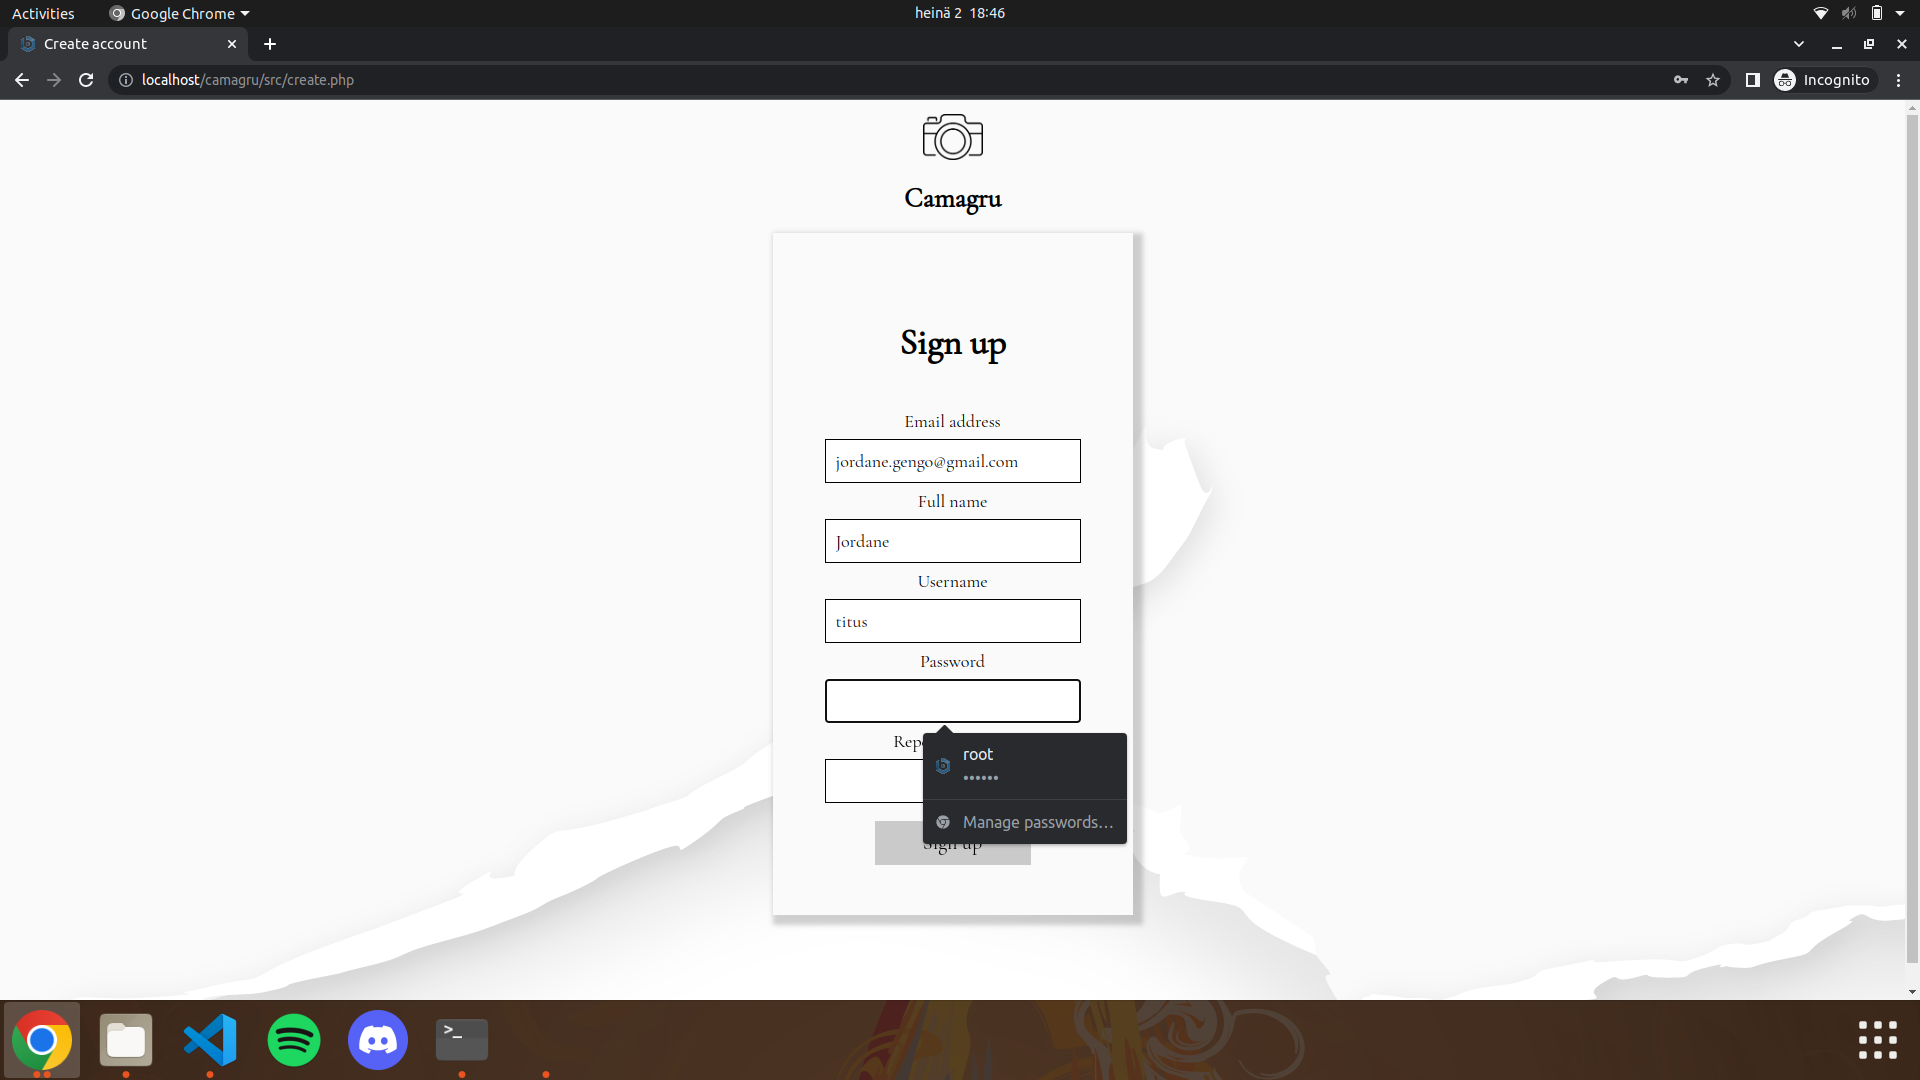 Activities
Google Chrome
heinä 2 18:46
Create account
localhost/camagru/src/create.php
Incognito
Camagru
Sign up
Email address
jordane.gengo@gmail.com
Full name
Jordane
Username
titus
Password
root
••••••
Manage passwords...
Sign up
>_